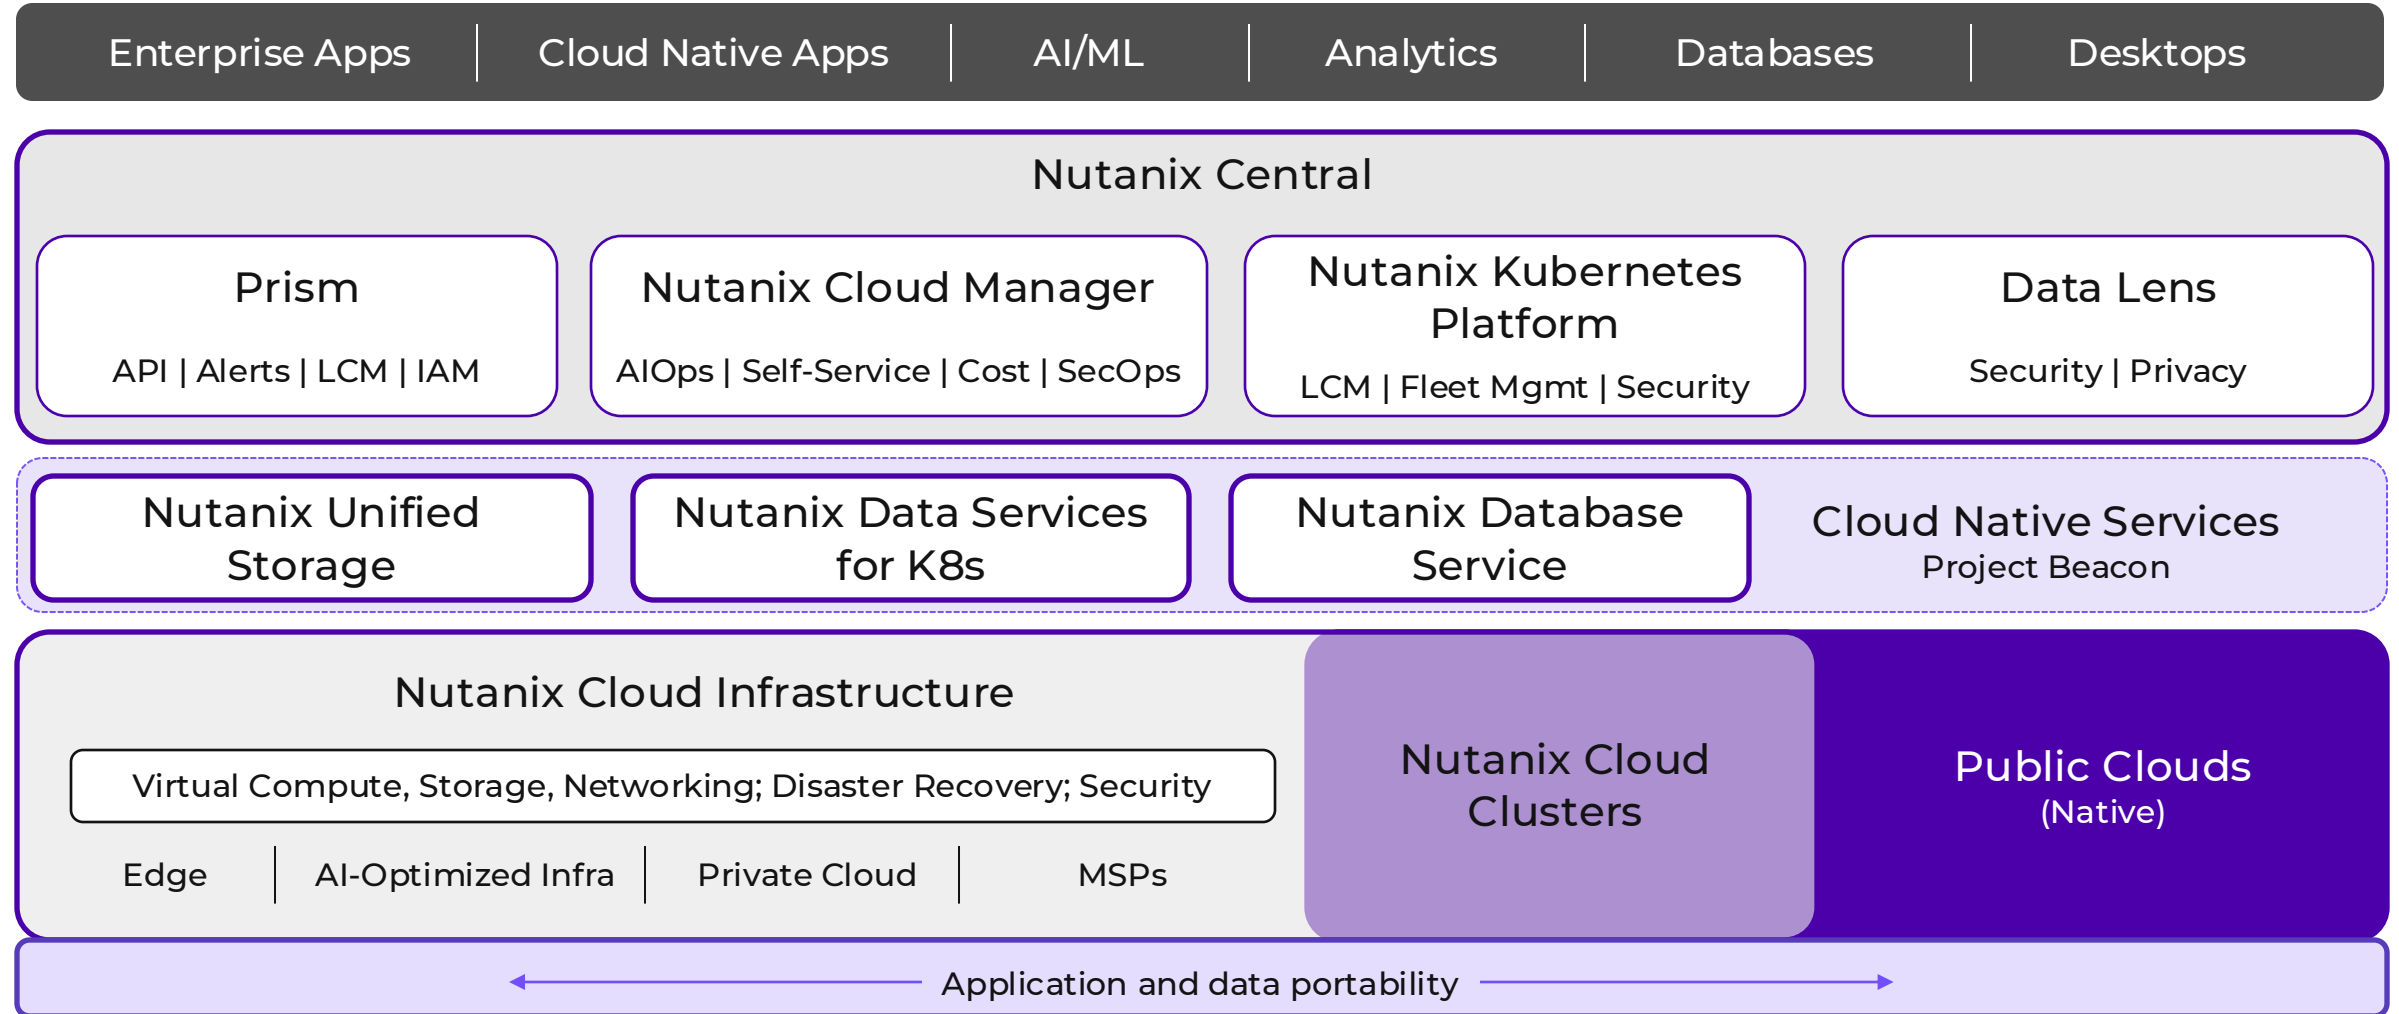 Enterprise Apps
Cloud Native Apps
AI/ML
Analytics
Databases
Desktops
Nutanix Central
Prism
API | Alerts | LCM | IAM
Nutanix Cloud Manager
AIOps | Self-Service | Cost | SecOps
Nutanix Kubernetes
Platform
LCM | Fleet Mgmt | Security
Data Lens
Security | Privacy
Nutanix Unified
Storage
Nutanix Data Services
for K8s
Nutanix Database
Service
Cloud Native Services
Project Beacon
Nutanix Cloud Infrastructure
Virtual Compute, Storage, Networking; Disaster Recovery; Security
Edge
AI-Optimized Infra
Private Cloud
MSPs
Nutanix Cloud
Clusters
Public Clouds
(Native)
Application and data portability